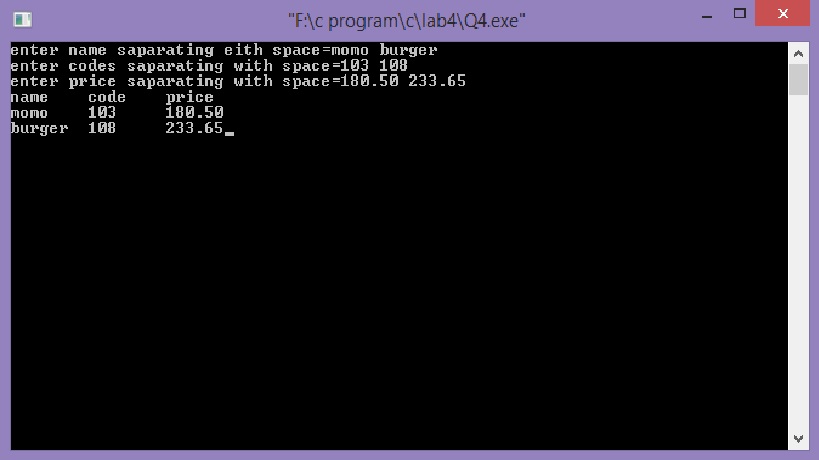 "F:\c program\c\lab4\Q4.exe"
enter name saparating eith space=momo burger
enter codes saparating with space=103 108
enter price saparating with space=180.50 233.65
name    code    price
momo    103     180.50
burger  108     233.65